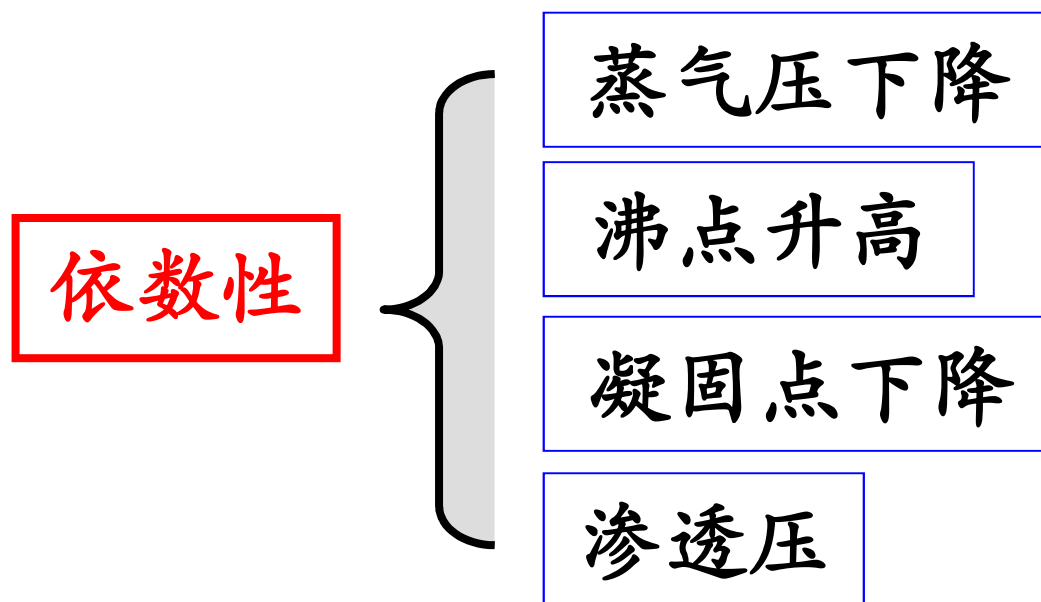 依数性
蒸气压下降
沸点升高
凝固点下降
渗透压